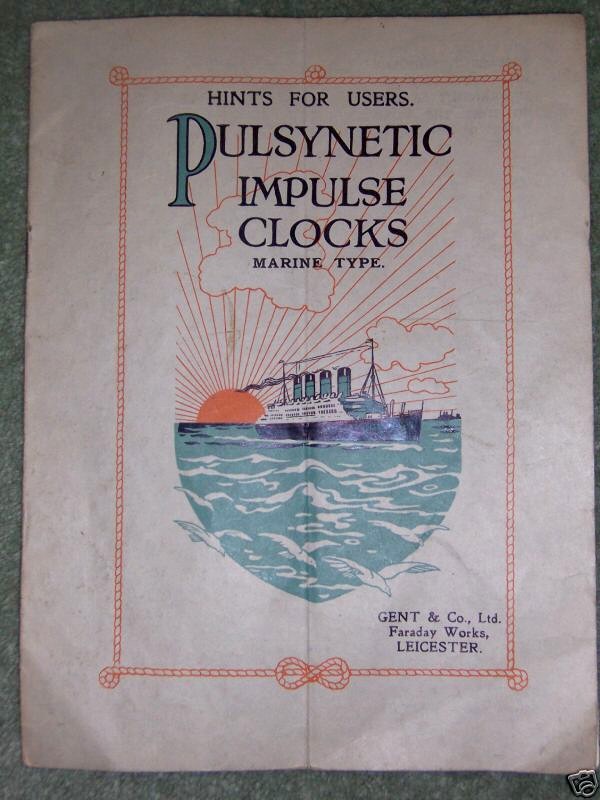 HINTS FOR USERS.
PULSYNETIC
IMPULSE
CLOCKS
MARINE TYPE.
GENT & Co., Ltd.
Faraday Works,
LEICESTER.